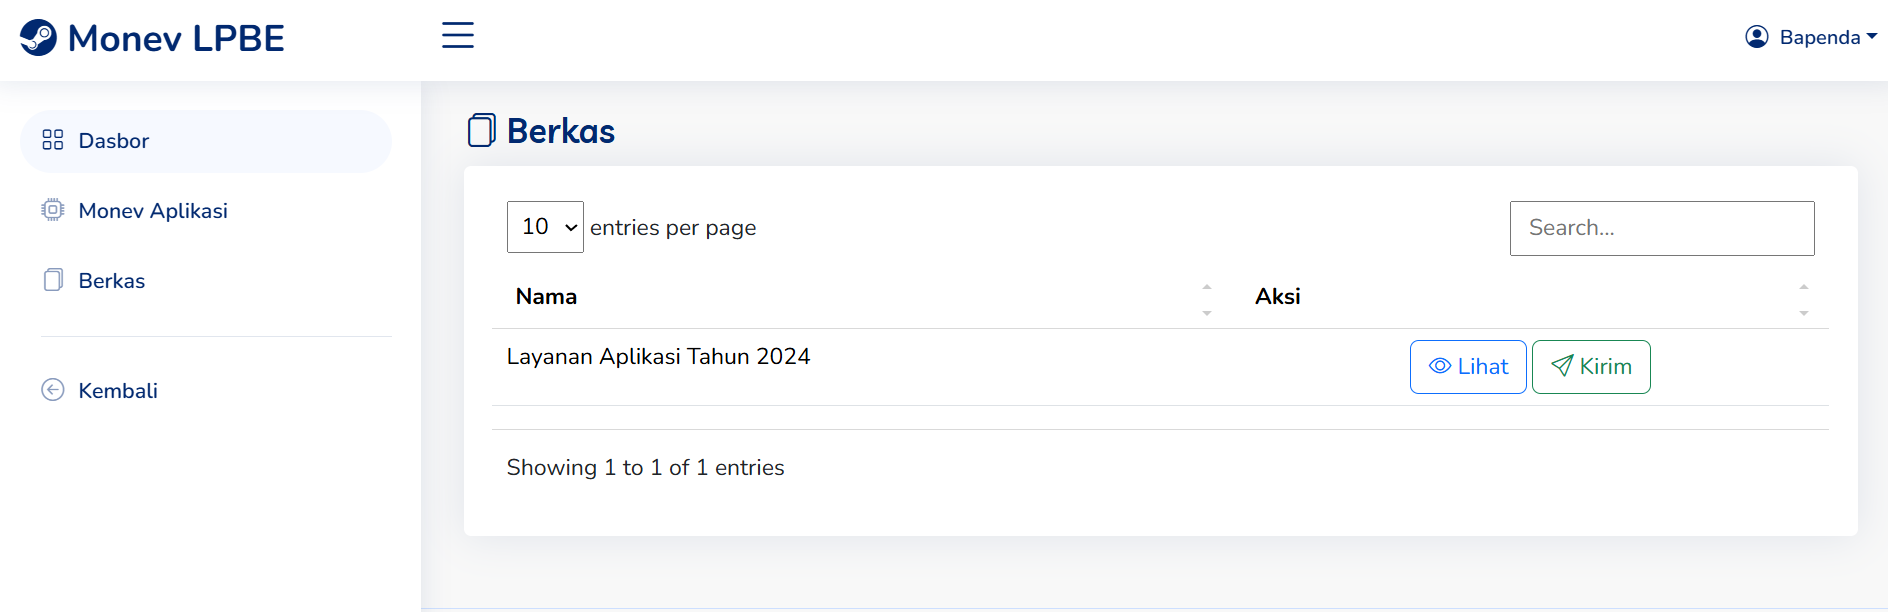 Monev LPBE
Bapenda
Dasbor
Monev Aplikasi
Berkas
Kembali
Berkas
10 entries per page
Search...
Nama Aksi
Layanan Aplikasi Tahun 2024 Lihat Kirim
Showing 1 to 1 of 1 entries